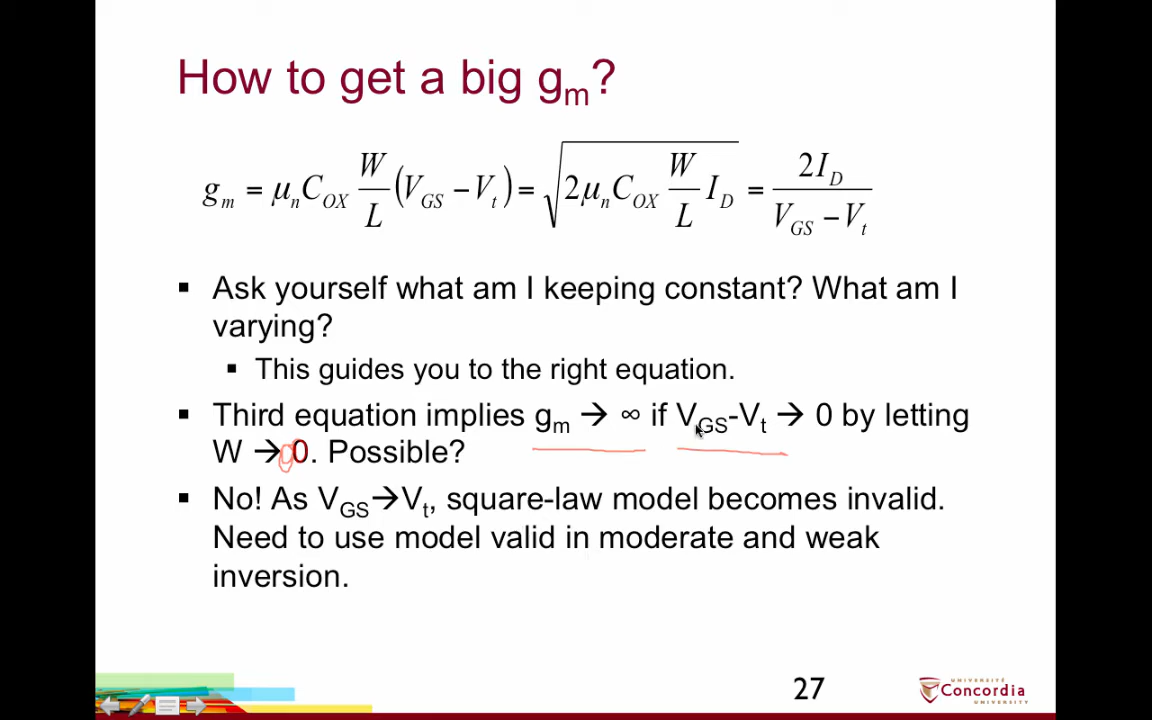 How to get a big gm?
gm = μnCOX W/L (VGS − Vt) = √(2μnCOX W/L ID) = 2ID/(VGS − Vt)
▪ Ask yourself what am I keeping constant? What am I
varying?
▪ This guides you to the right equation.
▪ Third equation implies gm → ∞ if VGS-Vt → 0 by letting
W → 0. Possible?
▪ No! As VGS→Vt, square-law model becomes invalid.
Need to use model valid in moderate and weak
inversion.
27
UNIVERSITÉ
Concordia
UNIVERSITY